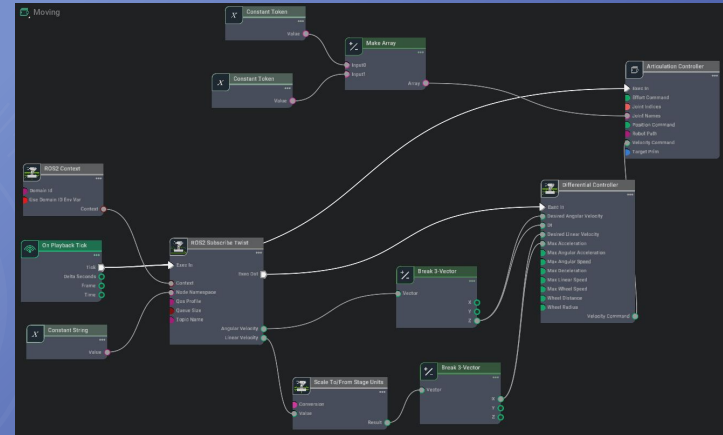 Moving
Constant Token
Value
Make Array
Input0
Input1
Array
Constant Token
Value
Articulation Controller
Exec In
Effort Command
Joint Indices
Joint Names
Position Command
Robot Path
Velocity Command
Target Prim
ROS2 Context
Domain Id
Use Domain ID Env Var
Context
On Playback Tick
Tick
Delta Seconds
Frame
Time
Constant String
Value
ROS2 Subscribe Twist
Exec In
Exec Out
Context
Node Namespace
Qos Profile
Queue Size
Topic Name
Angular Velocity
Linear Velocity
Break 3-Vector
Vector
X
Y
Z
Scale To/From Stage Units
Conversion
Value
Result
Break 3-Vector
Vector
X
Y
Z
Differential Controller
Exec In
Desired Angular Velocity
Dt
Desired Linear Velocity
Max Acceleration
Max Angular Acceleration
Max Angular Speed
Max Deceleration
Max Linear Speed
Max Wheel Speed
Wheel Distance
Wheel Radius
Velocity Command